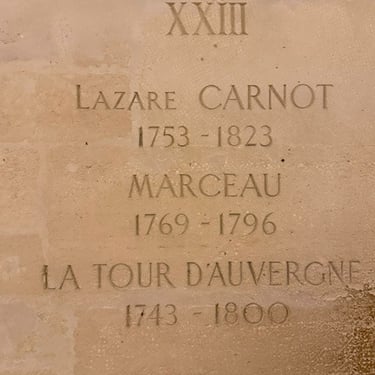 XXIII
LAZARE CARNOT
1753 - 1823
MARCEAU
1769 - 1796
LA TOUR D'AUVERGNE
1743 - 1800